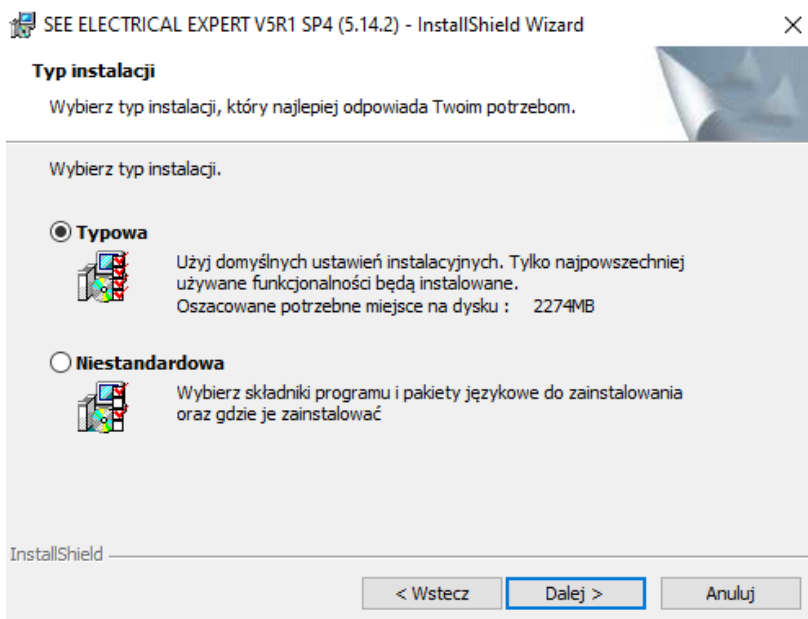 SEE ELECTRICAL EXPERT V5R1 SP4 (5.14.2) - InstallShield Wizard
Typ instalacji
Wybierz typ instalacji, który najlepiej odpowiada Twoim potrzebom.
Wybierz typ instalacji.
Typowa
Użyj domyślnych ustawień instalacyjnych. Tylko najpowszechniej
używane funkcjonalności będą instalowane.
Oszacowane potrzebne miejsce na dysku : 2274MB
Niestandardowa
Wybierz składniki programu i pakiety językowe do zainstalowania
oraz gdzie je zainstalować
InstallShield
< Wstecz Dalej > Anuluj